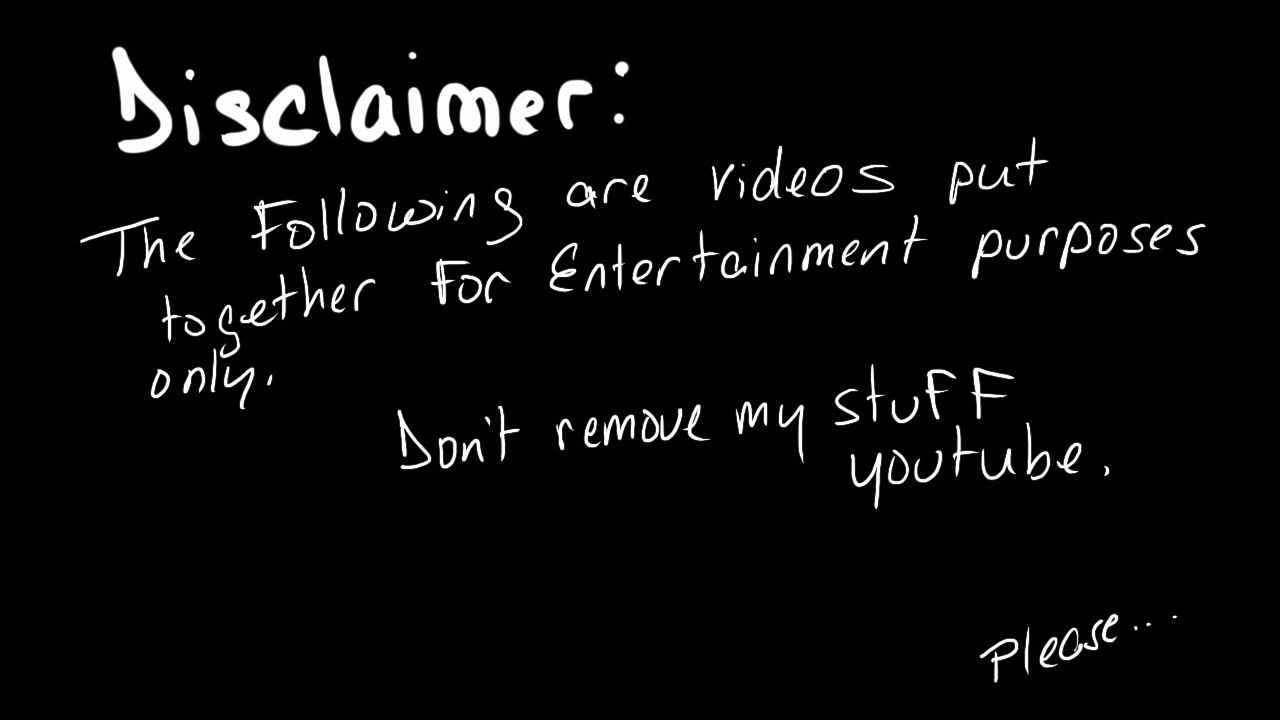 Disclaimer:
The Following are videos put
together For Entertainment purposes
only.
Don't remove my stuFF
youtube.
Please...